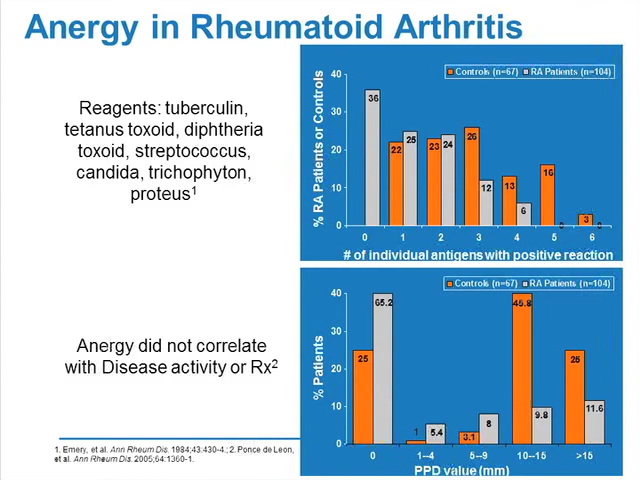 Anergy in Rheumatoid Arthritis
Reagents: tuberculin,
tetanus toxoid, diphtheria
toxoid, streptococcus,
candida, trichophyton,
proteus1
% RA Patients or Controls
Controls (n=67) RA Patients (n=104)
40
30
20
10
0
36
22 25
23 24
26 12
13 6
16 0
3 0
0 1 2 3 4 5 6
# of individual antigens with positive reaction
Anergy did not correlate
with Disease activity or Rx2
% Patients
Controls (n=67) RA Patients (n=104)
40
30
20
10
0
25 65.2
1 5.4
3.1 8
45.8 9.8
25 11.6
0 1--4 5--9 10--15 >15
PPD value (mm)
1. Emery, et al. Ann Rheum Dis. 1984;43:430-4.; 2. Ponce de Leon,
et al. Ann Rheum Dis. 2005;64:1360-1.